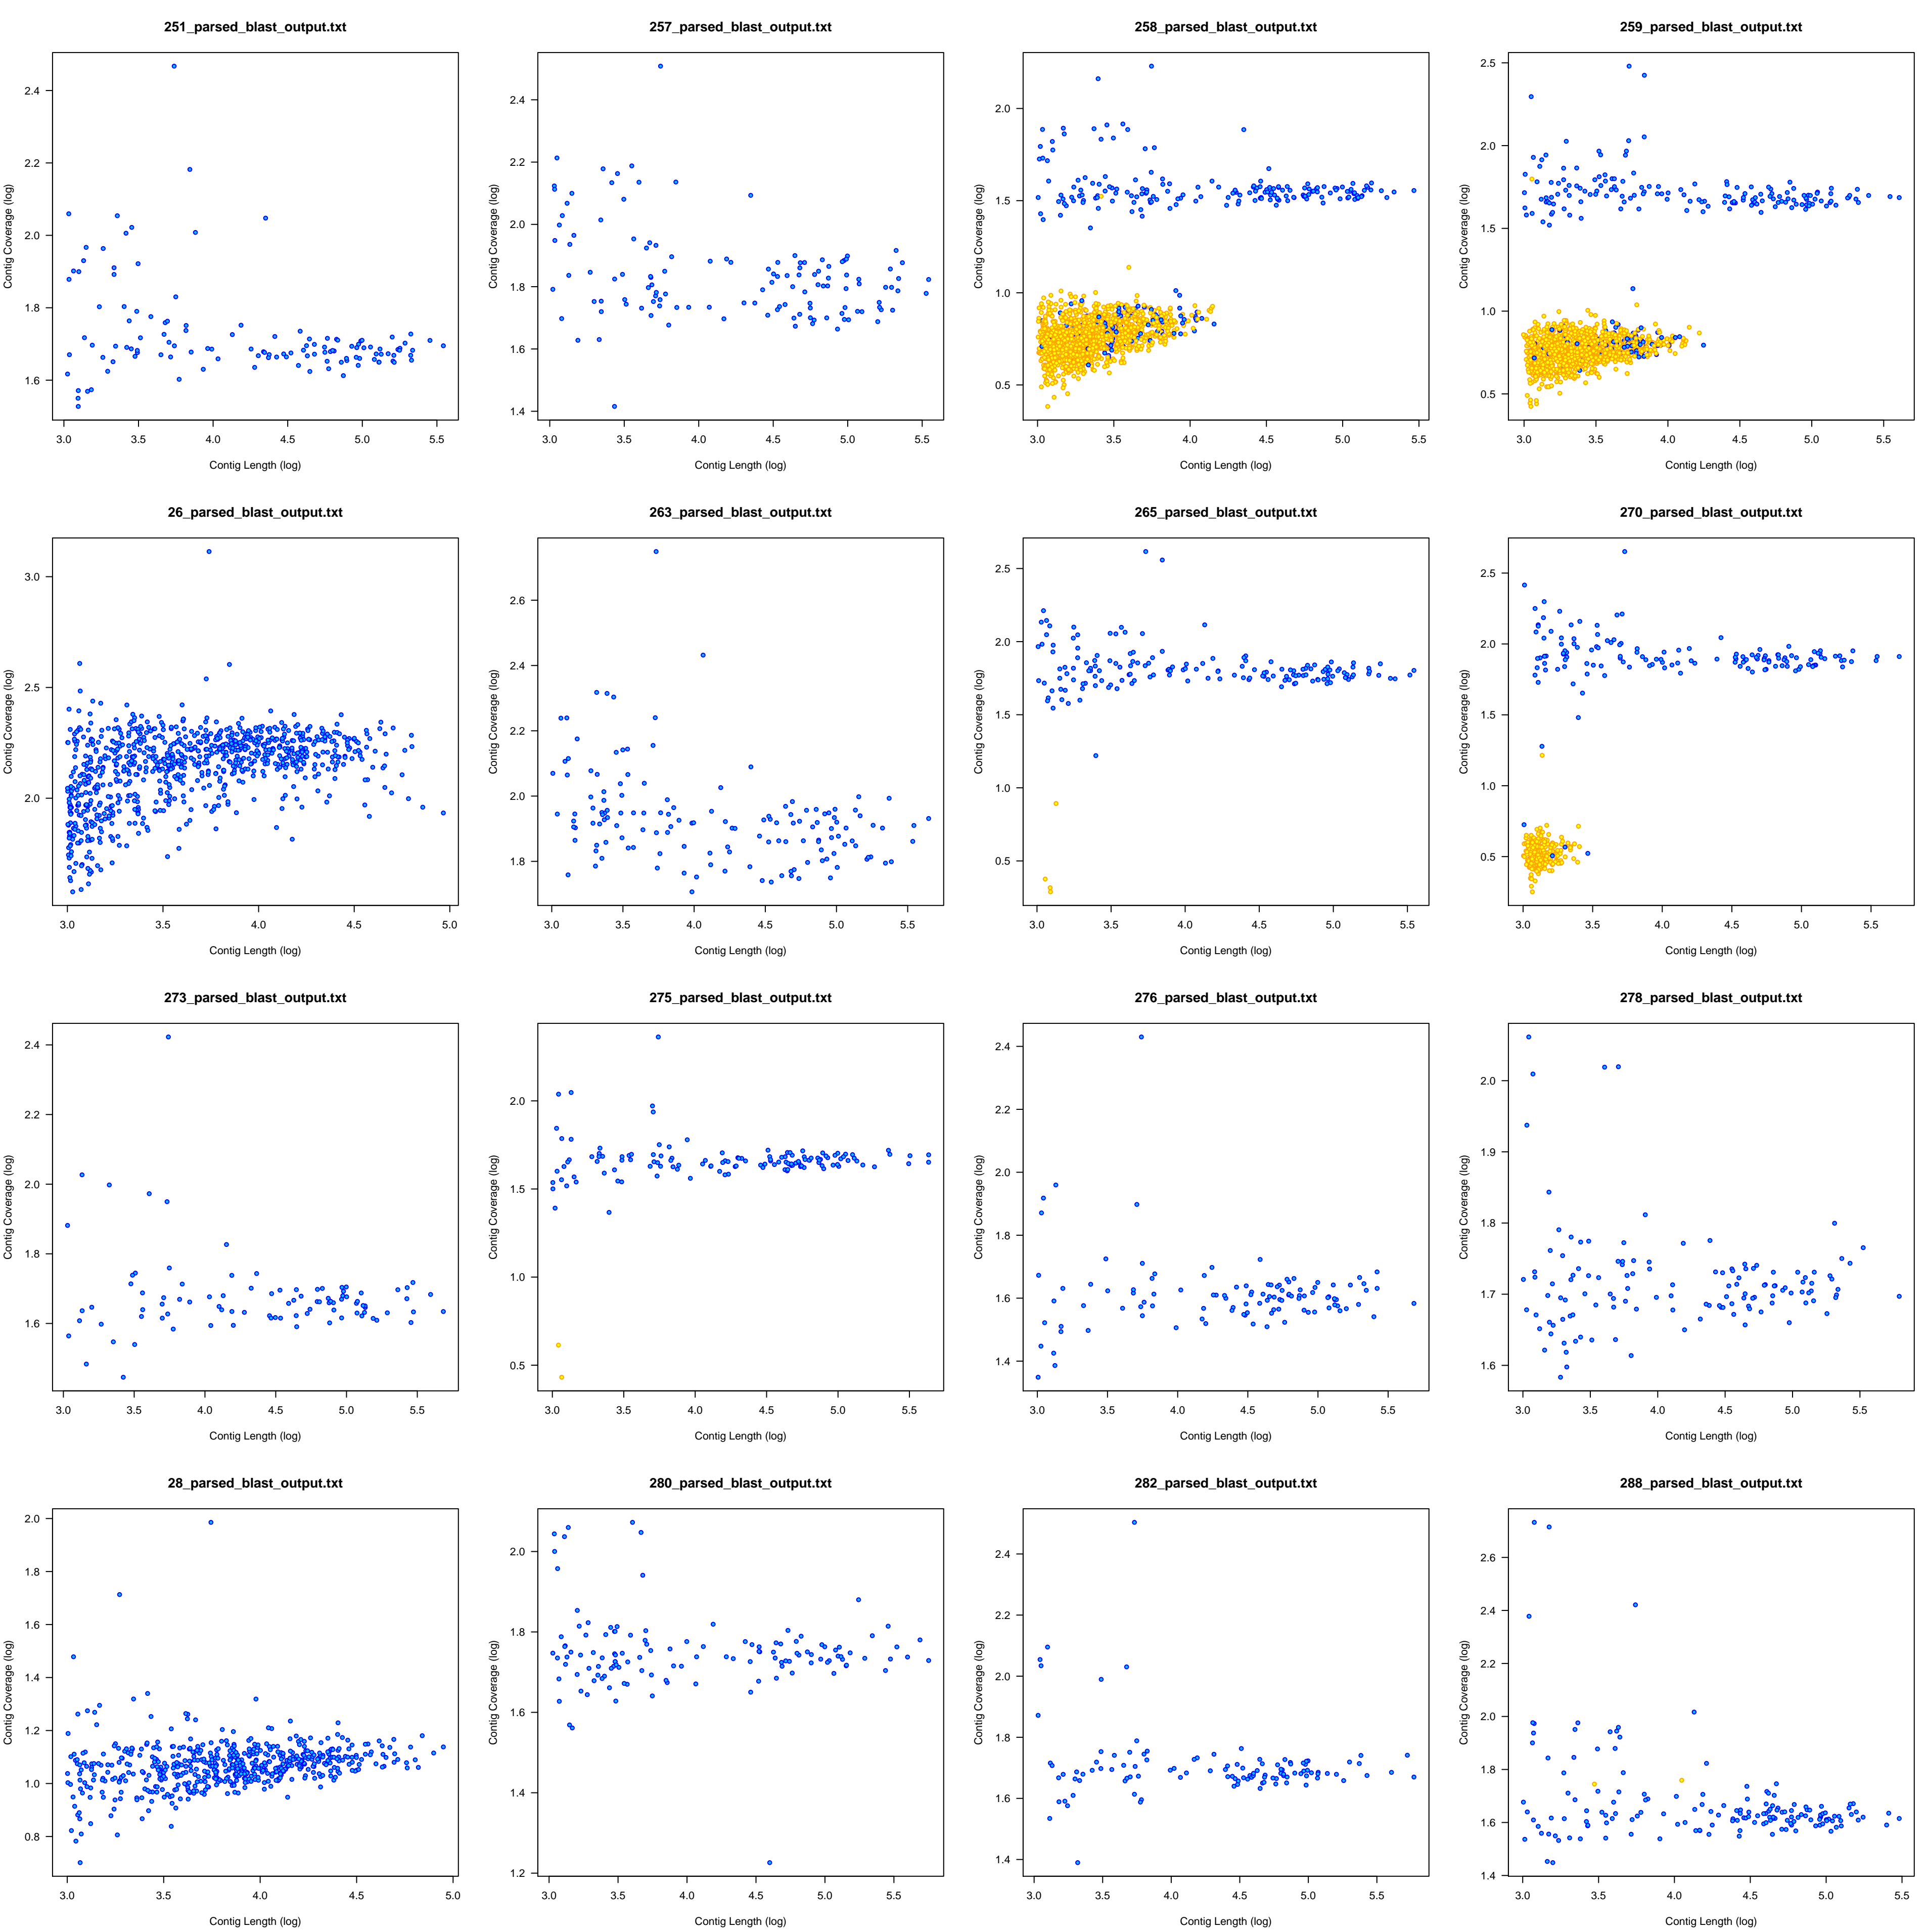 251_parsed_blast_output.txt
Contig Coverage (log)
2.4
2.2
2.0
1.8
1.6
3.0 3.5 4.0 4.5 5.0 5.5
Contig Length (log)
257_parsed_blast_output.txt
Contig Coverage (log)
2.4
2.2
2.0
1.8
1.6
1.4
3.0 3.5 4.0 4.5 5.0 5.5
Contig Length (log)
258_parsed_blast_output.txt
Contig Coverage (log)
2.0
1.5
1.0
0.5
3.0 3.5 4.0 4.5 5.0 5.5
Contig Length (log)
259_parsed_blast_output.txt
Contig Coverage (log)
2.5
2.0
1.5
1.0
0.5
3.0 3.5 4.0 4.5 5.0 5.5
Contig Length (log)
26_parsed_blast_output.txt
Contig Coverage (log)
3.0
2.5
2.0
3.0 3.5 4.0 4.5 5.0
Contig Length (log)
263_parsed_blast_output.txt
Contig Coverage (log)
2.6
2.4
2.2
2.0
1.8
3.0 3.5 4.0 4.5 5.0 5.5
Contig Length (log)
265_parsed_blast_output.txt
Contig Coverage (log)
2.5
2.0
1.5
1.0
0.5
3.0 3.5 4.0 4.5 5.0 5.5
Contig Length (log)
270_parsed_blast_output.txt
Contig Coverage (log)
2.5
2.0
1.5
1.0
0.5
3.0 3.5 4.0 4.5 5.0 5.5
Contig Length (log)
273_parsed_blast_output.txt
Contig Coverage (log)
2.4
2.2
2.0
1.8
1.6
3.0 3.5 4.0 4.5 5.0 5.5
Contig Length (log)
275_parsed_blast_output.txt
Contig Coverage (log)
2.0
1.5
1.0
0.5
3.0 3.5 4.0 4.5 5.0 5.5
Contig Length (log)
276_parsed_blast_output.txt
Contig Coverage (log)
2.4
2.2
2.0
1.8
1.6
1.4
3.0 3.5 4.0 4.5 5.0 5.5
Contig Length (log)
278_parsed_blast_output.txt
Contig Coverage (log)
2.0
1.9
1.8
1.7
1.6
3.0 3.5 4.0 4.5 5.0 5.5
Contig Length (log)
28_parsed_blast_output.txt
Contig Coverage (log)
2.0
1.8
1.6
1.4
1.2
1.0
0.8
3.0 3.5 4.0 4.5 5.0
Contig Length (log)
280_parsed_blast_output.txt
Contig Coverage (log)
2.0
1.8
1.6
1.4
1.2
3.0 3.5 4.0 4.5 5.0 5.5
Contig Length (log)
282_parsed_blast_output.txt
Contig Coverage (log)
2.4
2.2
2.0
1.8
1.6
1.4
3.0 3.5 4.0 4.5 5.0 5.5
Contig Length (log)
288_parsed_blast_output.txt
Contig Coverage (log)
2.6
2.4
2.2
2.0
1.8
1.6
1.4
3.0 3.5 4.0 4.5 5.0 5.5
Contig Length (log)